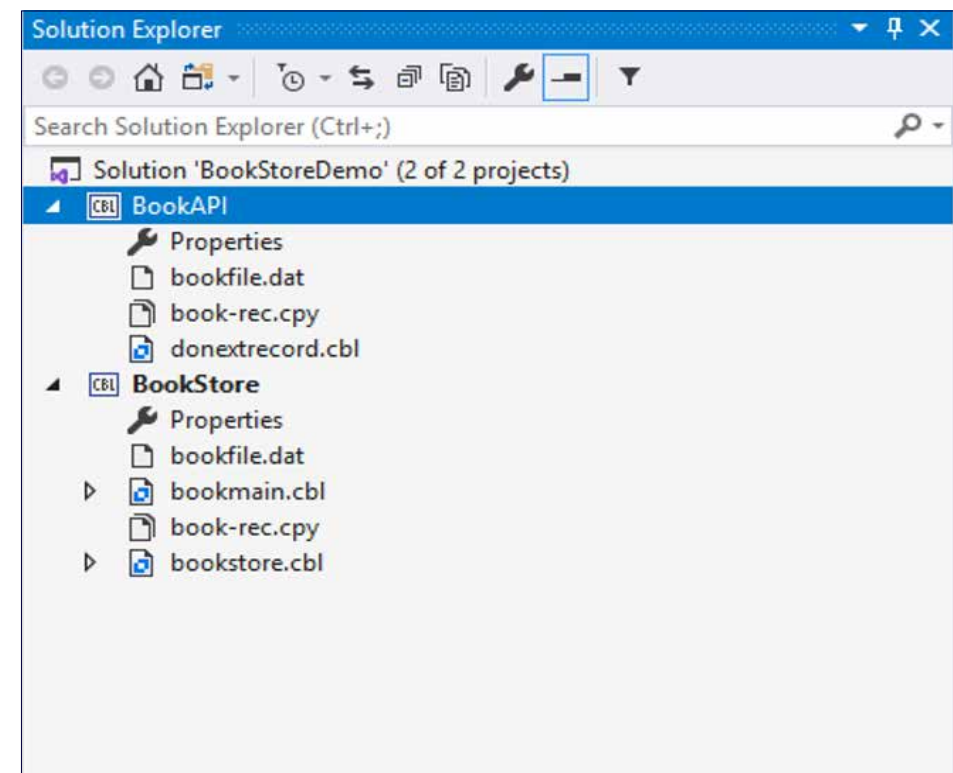 Solution Explorer
Search Solution Explorer (Ctrl+;)
Solution 'BookStoreDemo' (2 of 2 projects)
CBL BookAPI
Properties
bookfile.dat
book-rec.cpy
donextrecord.cbl
CBL BookStore
Properties
bookfile.dat
bookmain.cbl
book-rec.cpy
bookstore.cbl